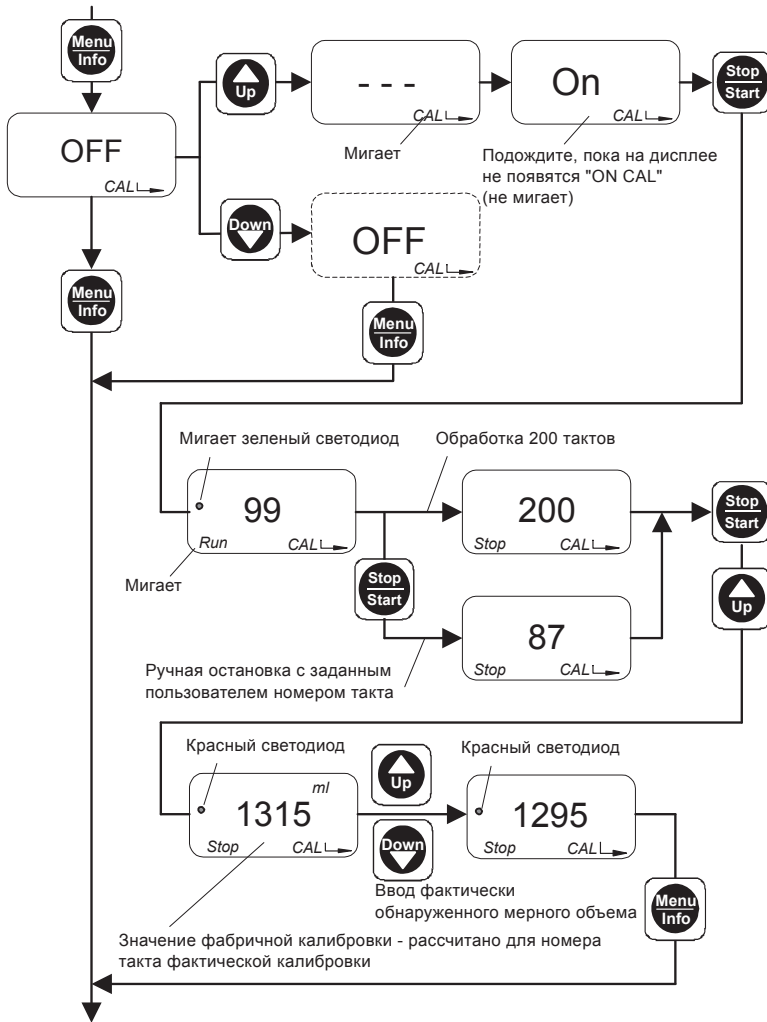 Menu
Info
Up
- - -
CAL
On
CAL
Stop
Start
OFF
CAL
Мигает
Подождите, пока на дисплее
не появятся "ON CAL"
(не мигает)
Down
OFF
CAL
Menu
Info
Menu
Info
Мигает зеленый светодиод
Обработка 200 тактов
99
Run
CAL
200
Stop
CAL
Stop
Start
Мигает
Stop
Start
Up
87
Stop
CAL
Ручная остановка с заданным
пользователем номером такта
Красный светодиод
Up
Красный светодиод
ml
1315
Stop
CAL
1295
Stop
CAL
Down
Ввод фактически
обнаруженного мерного объема
Menu
Info
Значение фабричной калибровки - рассчитано для номера
такта фактической калибровки